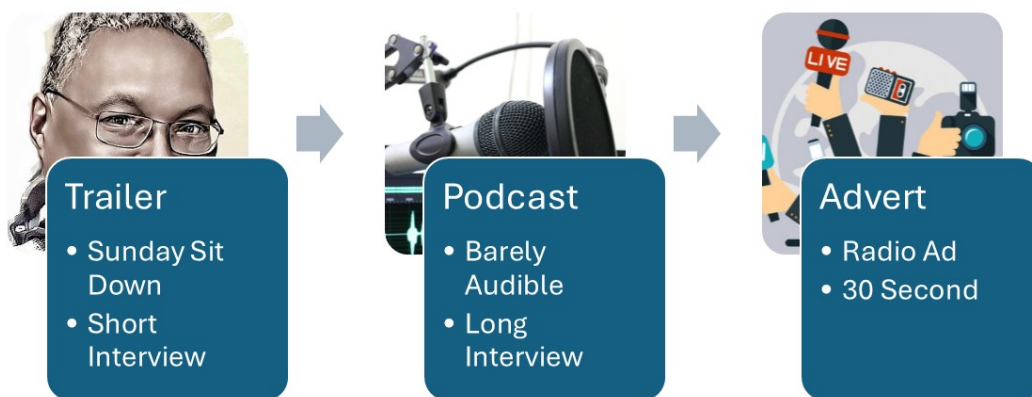 LIVE
Trailer
• Sunday Sit
Down
• Short
Interview
Podcast
• Barely
Audible
• Long
Interview
Advert
• Radio Ad
• 30 Second